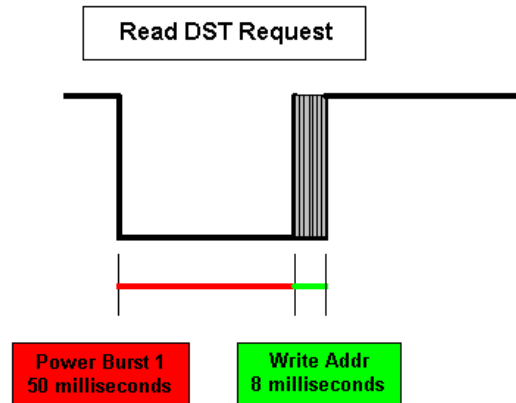 Read DST Request
Power Burst 1
50 milliseconds
Write Addr
8 milliseconds